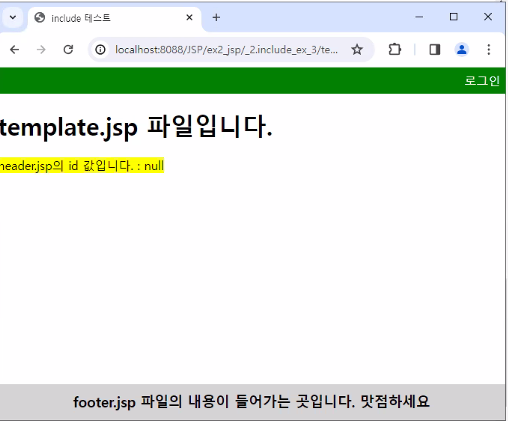 include 테스트
localhost:8088/JSP/ex2_jsp/_2.include_ex_3/te...
로그인
template.jsp 파일입니다.
header.jsp의 id 값입니다. : null
footer.jsp 파일의 내용이 들어가는 곳입니다. 맛점하세요